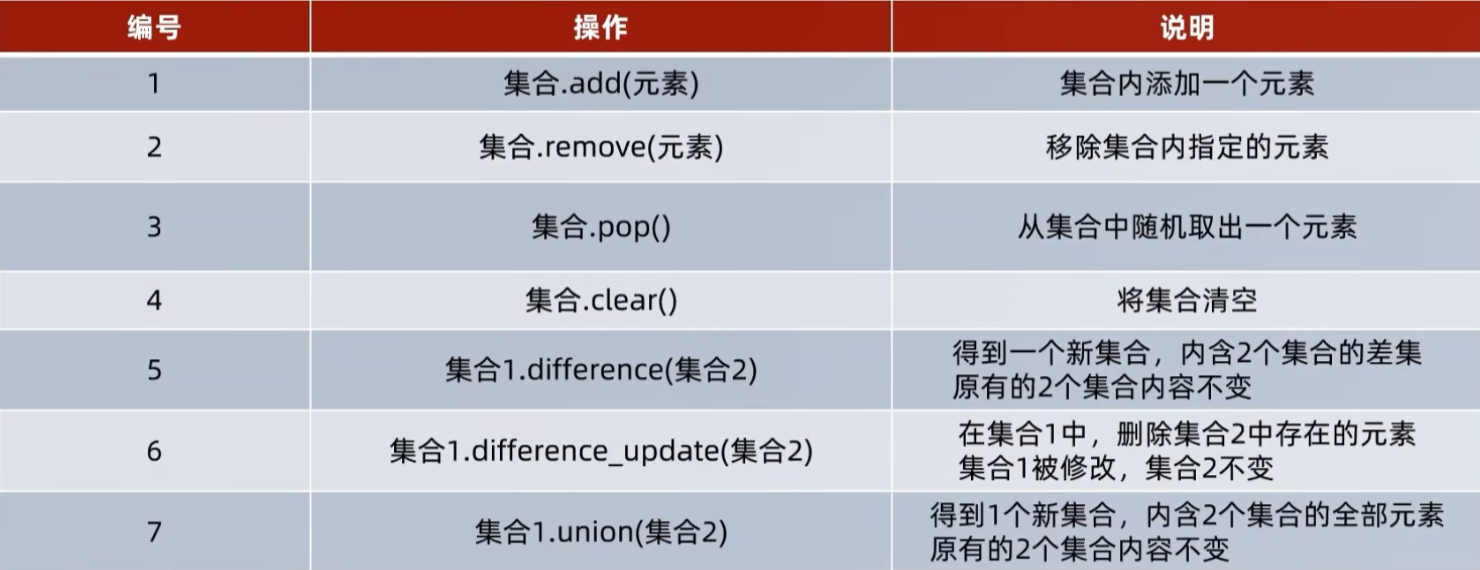 编号 操作 说明
1 集合.add(元素) 集合内添加一个元素
2 集合.remove(元素) 移除集合内指定的元素
3 集合.pop() 从集合中随机取出一个元素
4 集合.clear() 将集合清空
5 集合1.difference(集合2) 得到一个新集合，内含2个集合的差集
原有的2个集合内容不变
6 集合1.difference_update(集合2) 在集合1中，删除集合2中存在的元素
集合1被修改，集合2不变
7 集合1.union(集合2) 得到1个新集合，内含2个集合的全部元素
原有的2个集合内容不变